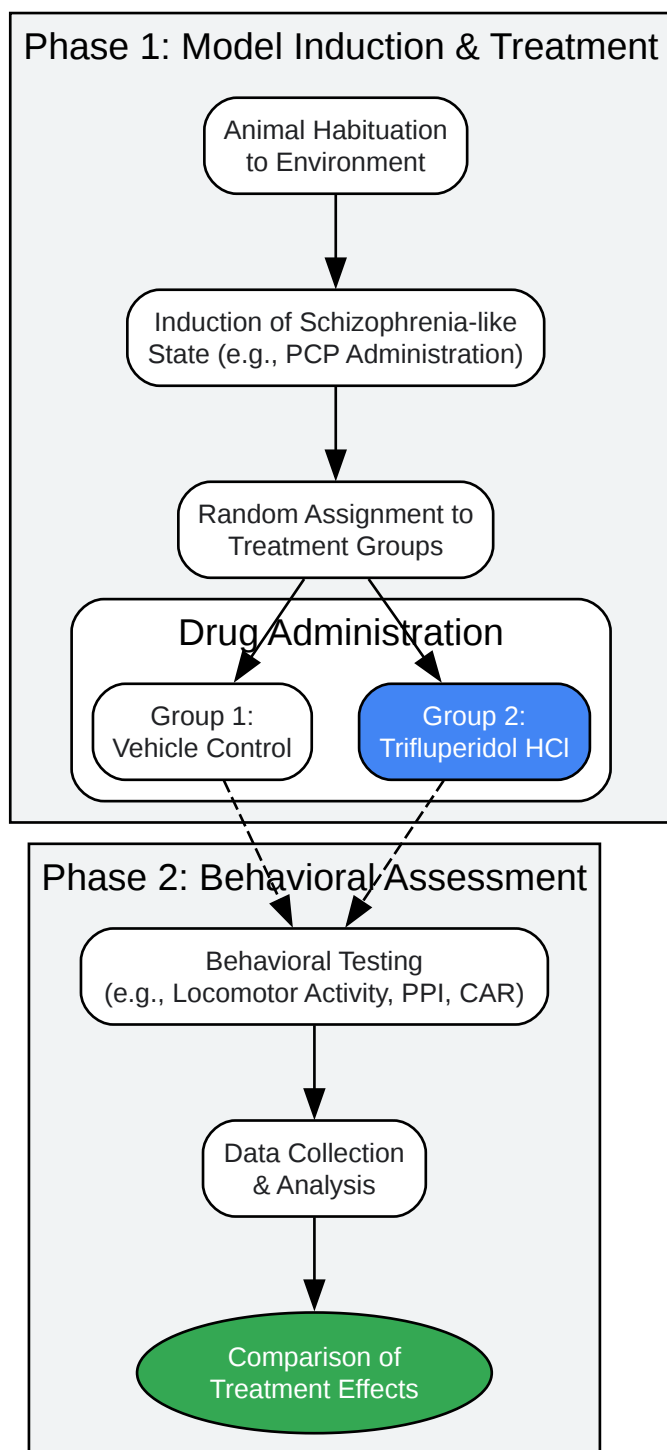 Phase 1: Model Induction & Treatment
Animal Habituation
to Environment
Induction of Schizophrenia-like
State (e.g., PCP Administration)
Random Assignment to
Treatment Groups
Drug Administration
Group 1:
Vehicle Control
Group 2:
Trifluperidol HCl
Phase 2: Behavioral Assessment
Behavioral Testing
(e.g., Locomotor Activity, PPI, CAR)
Data Collection
& Analysis
Comparison of
Treatment Effects